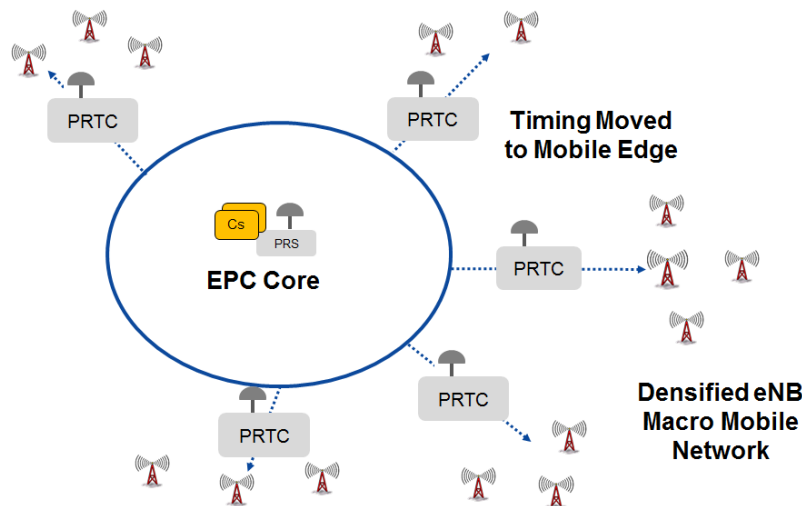 PRTC
PRTC
Timing Moved
to Mobile Edge
Cs
PRS
EPC Core
PRTC
PRTC
PRTC
Densified eNB
Macro Mobile
Network